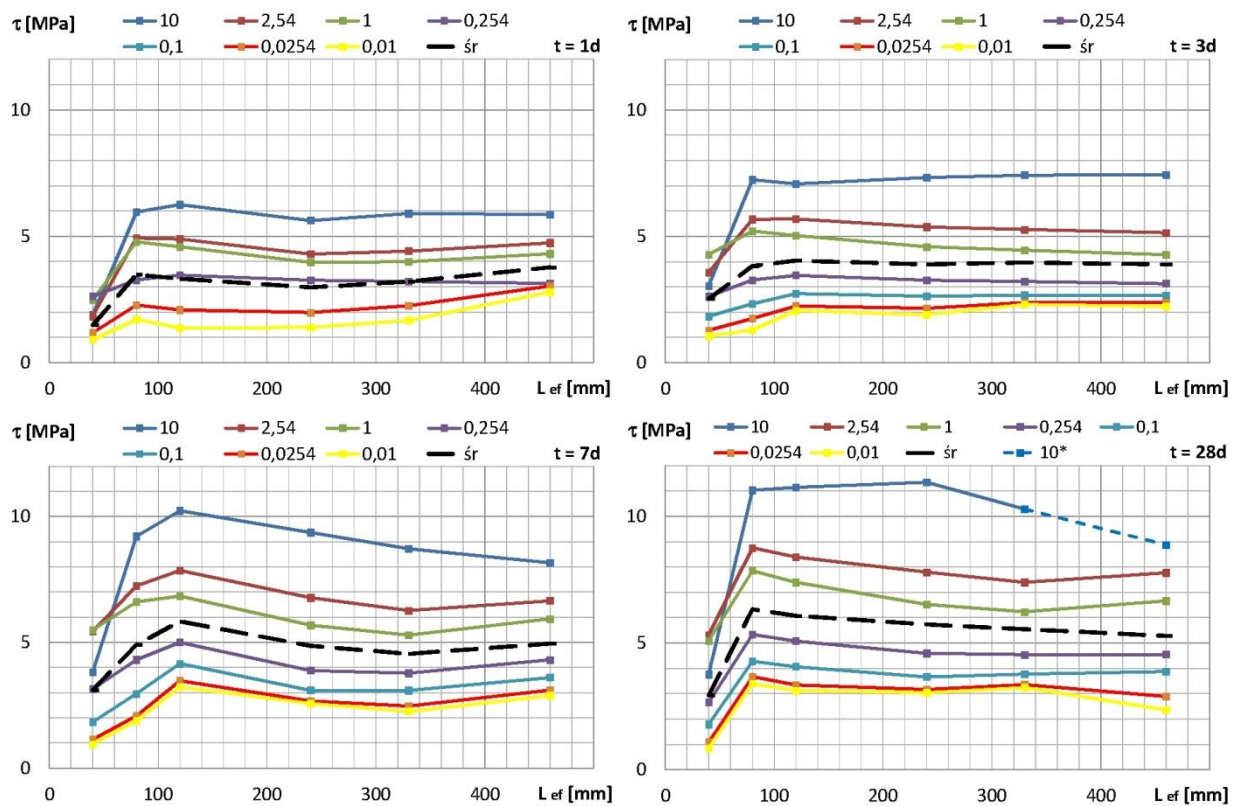 τ [MPa] 10 2,54 1 0,254
0,1 0,0254 0,01 śr t = 1d
10
5
0
0 100 200 300 400 L ef [mm]
τ [MPa] 10 2,54 1 0,254
0,1 0,0254 0,01 śr t = 3d
10
5
0
0 100 200 300 400 L ef [mm]
τ [MPa] 10 2,54 1 0,254
0,1 0,0254 0,01 śr t = 7d
10
5
0
0 100 200 300 400 L ef [mm]
τ [MPa] 10 2,54 1 0,254 0,1
0,0254 0,01 śr 10* t = 28d
10
5
0
0 100 200 300 400 L ef [mm]